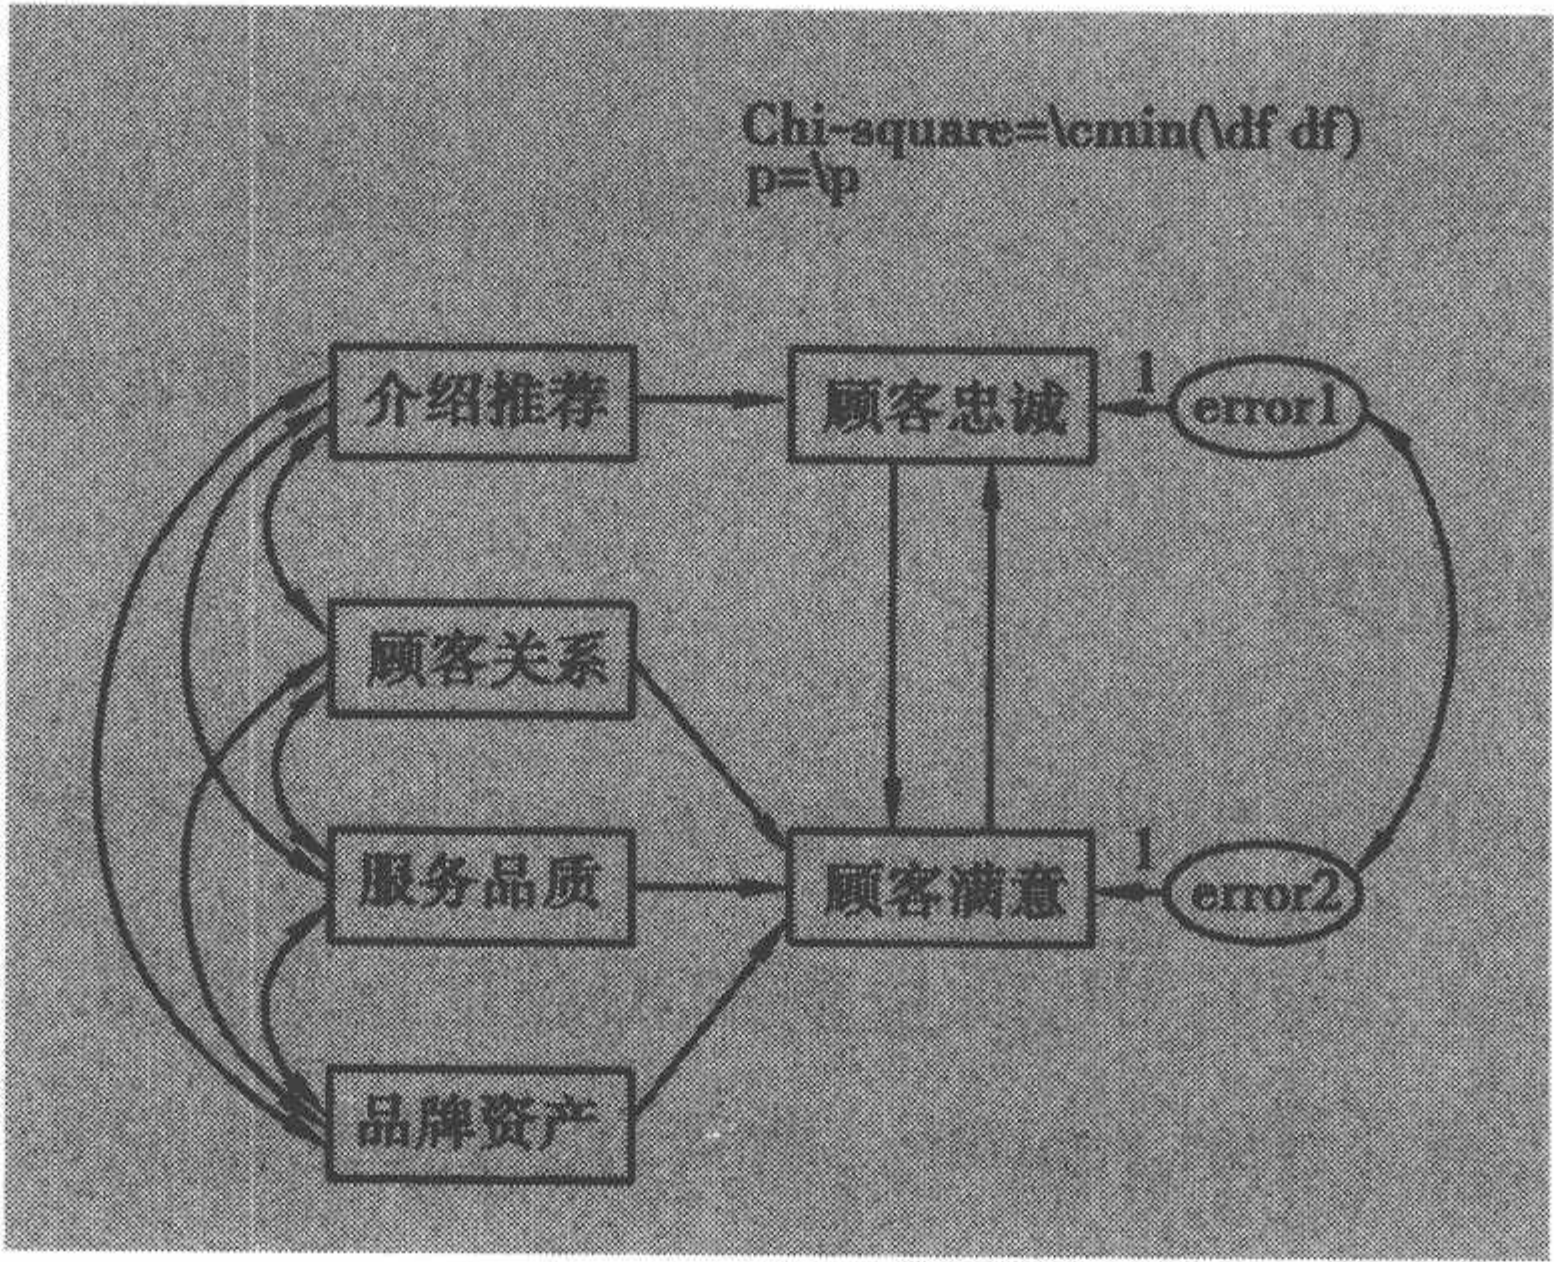 Chi-square=\cmin(\df df)
p=\p
介绍推荐
顾客忠诚
1
error1
顾客关系
服务品质
顾客满意
1
error2
品牌资产